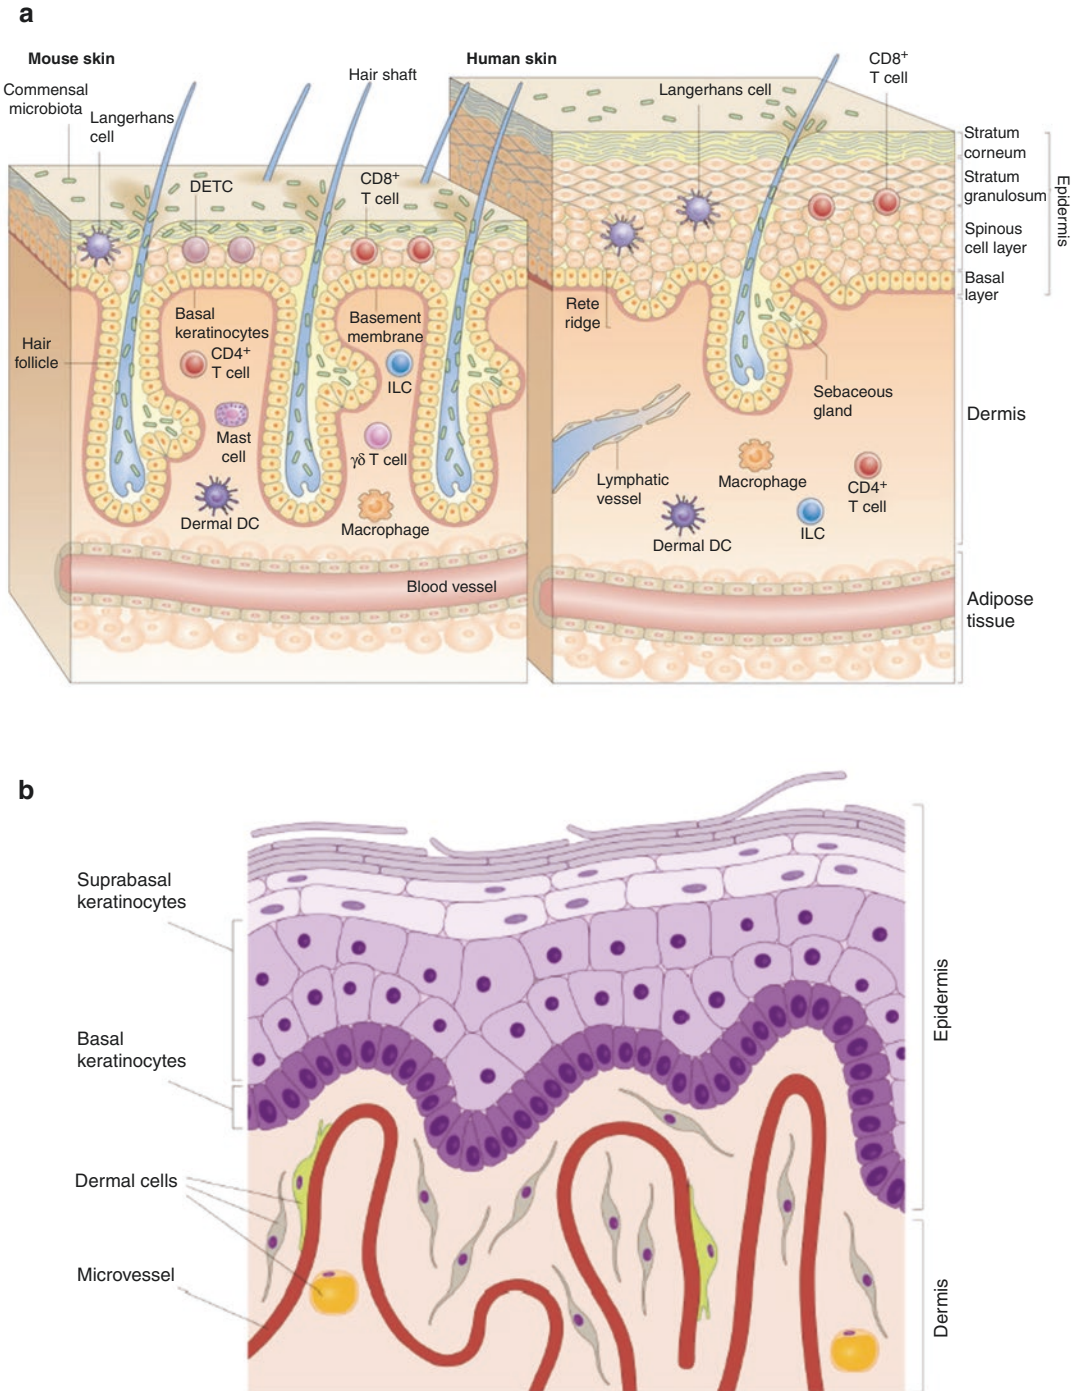 a
Mouse skin
Human skin
Commensal
microbiota
Langerhans
cell
Hair shaft
DETC
CD8+
T cell
Basal
keratinocytes
CD4+
T cell
Basement
membrane
ILC
Hair
follicle
Mast
cell
γδ T cell
Dermal DC
Macrophage
Blood vessel
Langerhans cell
CD8+
T cell
Stratum
corneum
Stratum
granulosum
Spinous
cell layer
Basal
layer
Epidermis
Rete
ridge
Sebaceous
gland
Dermis
Lymphatic
vessel
Macrophage
CD4+
T cell
Dermal DC
ILC
Adipose
tissue
b
Suprabasal
keratinocytes
Basal
keratinocytes
Epidermis
Dermal cells
Microvessel
Dermis